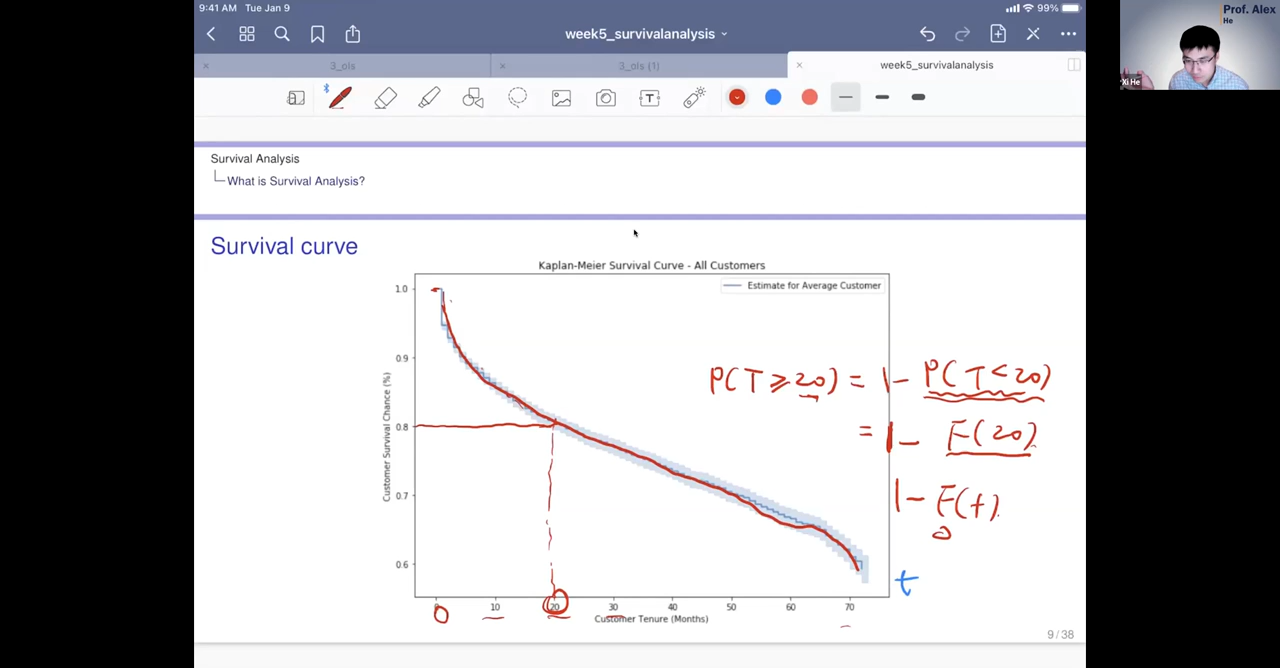 9:41 AM Tue Jan 9
99%
week5_survivalanalysis
3_ols
3_ols (1)
week5_survivalanalysis
T
Prof. Alex
He
Xi He
Survival Analysis
What is Survival Analysis?
Survival curve
Kaplan-Meier Survival Curve - All Customers
Estimate for Average Customer
Customer Survival Chance (%)
1.0
0.9
0.8
0.7
0.6
P(T ≥ 20) = 1 - P(T < 20)
= 1 - F(20)
1 - F(t)
t
0
10
20
30
40
50
60
70
Customer Tenure (Months)
9 / 38